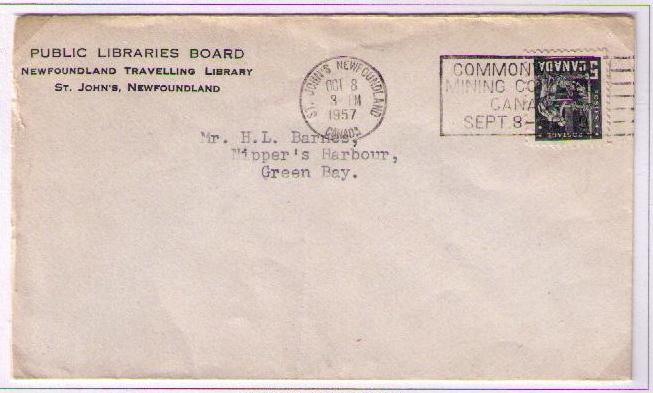 PUBLIC LIBRARIES BOARD
NEWFOUNDLAND TRAVELLING LIBRARY
ST. JOHN'S, NEWFOUNDLAND
ST. JOHN'S NEWFOUNDLAND
OCT 8
3 PM
1957
CANADA
COMMON
MINING CO
CANA
SEPT. 8-
5
CANADA
POSTAGE
Mr. H.L. Barnes,
Nipper's Harbour,
Green Bay.